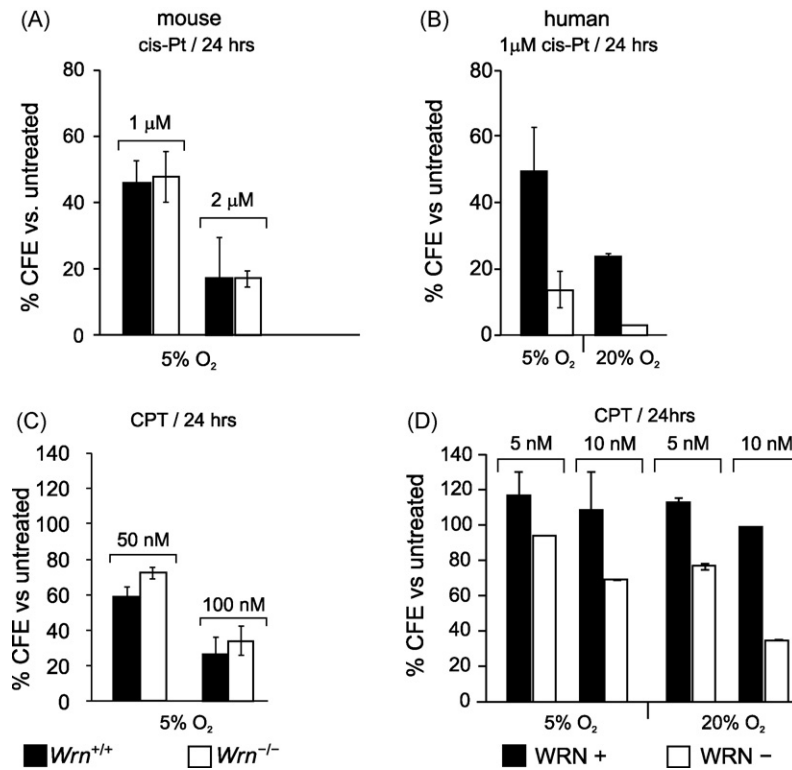 (A)
mouse
cis-Pt / 24 hrs
% CFE vs. untreated
80
60
40
20
0
1 μM
2 μM
5% O₂
(B)
human
1μM cis-Pt / 24 hrs
% CFE vs untreated
80
60
40
20
0
5% O₂
20% O₂
(C)
CPT / 24 hrs
% CFE vs untreated
140
120
100
80
60
40
20
0
50 nM
100 nM
5% O₂
Wrn⁺/⁺
Wrn⁻/⁻
(D)
CPT / 24hrs
% CFE vs untreated
140
120
100
80
60
40
20
0
5 nM
10 nM
5 nM
10 nM
5% O₂
20% O₂
WRN +
WRN −